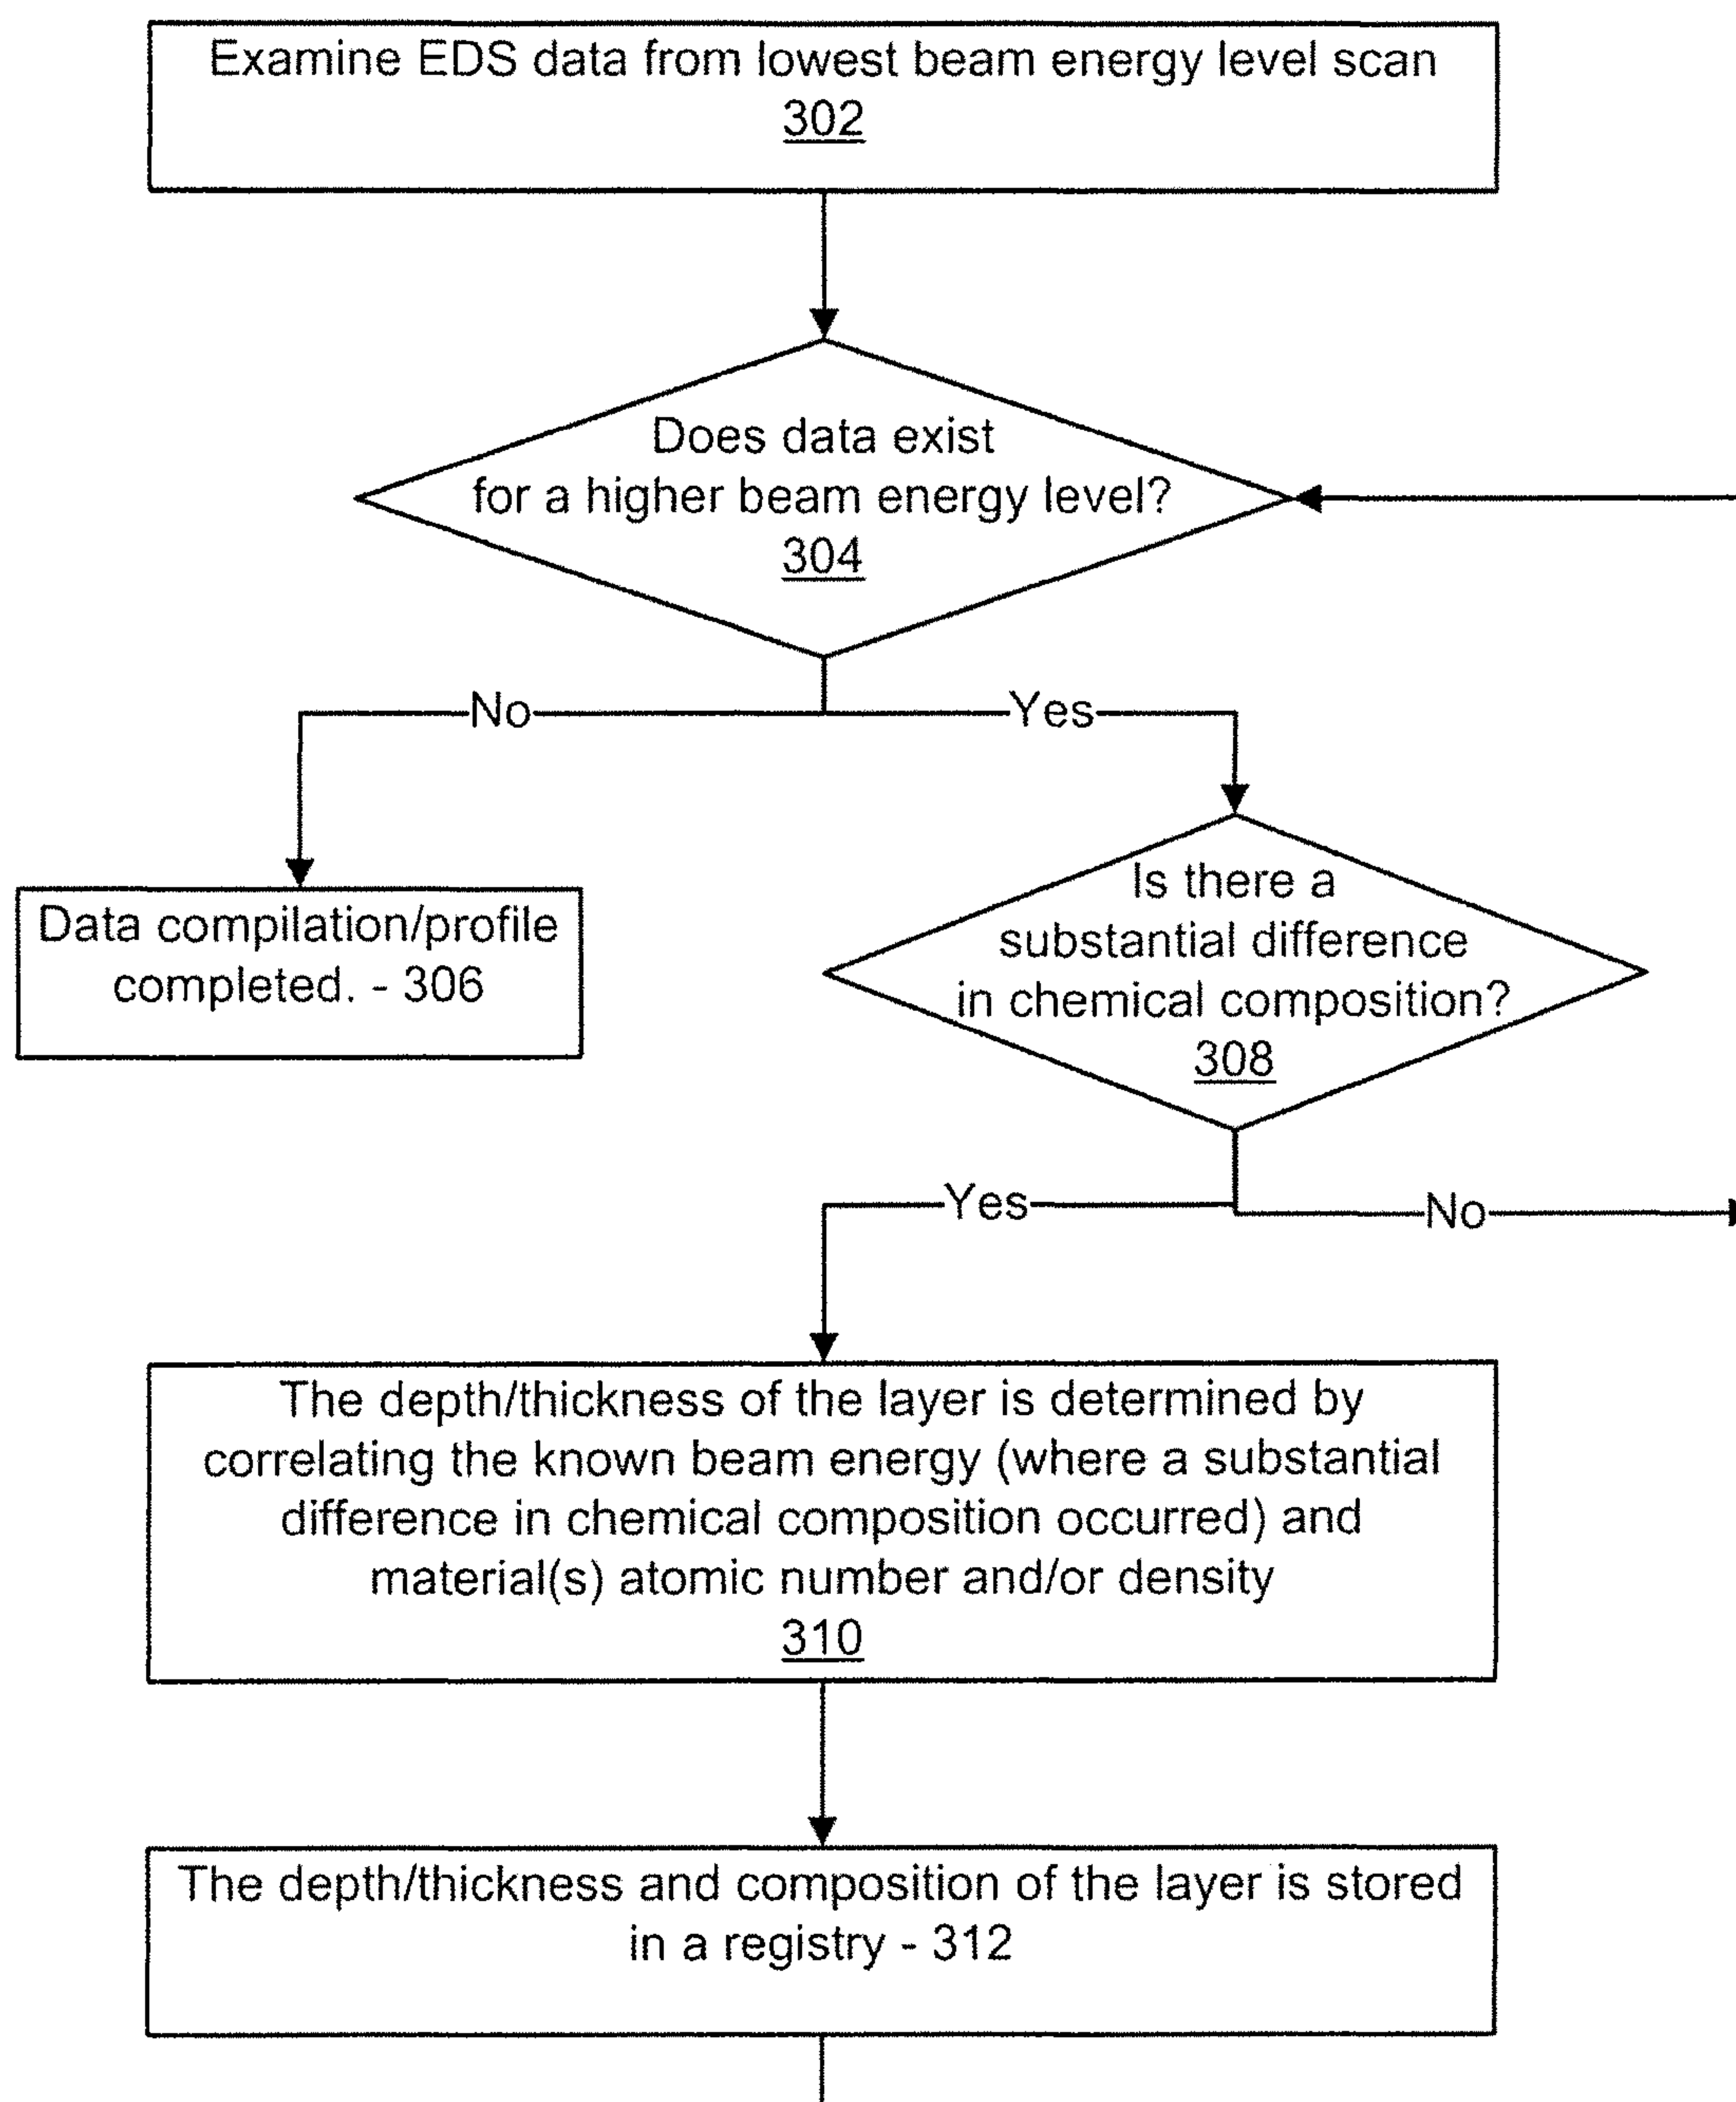 Examine EDS data from lowest beam energy level scan
302
Does data exist
for a higher beam energy level?
304
No
Yes
Data compilation/profile
completed. - 306
Is there a
substantial difference
in chemical composition?
308
Yes
No
The depth/thickness of the layer is determined by
correlating the known beam energy (where a substantial
difference in chemical composition occurred) and
material(s) atomic number and/or density
310
The depth/thickness and composition of the layer is stored
in a registry - 312